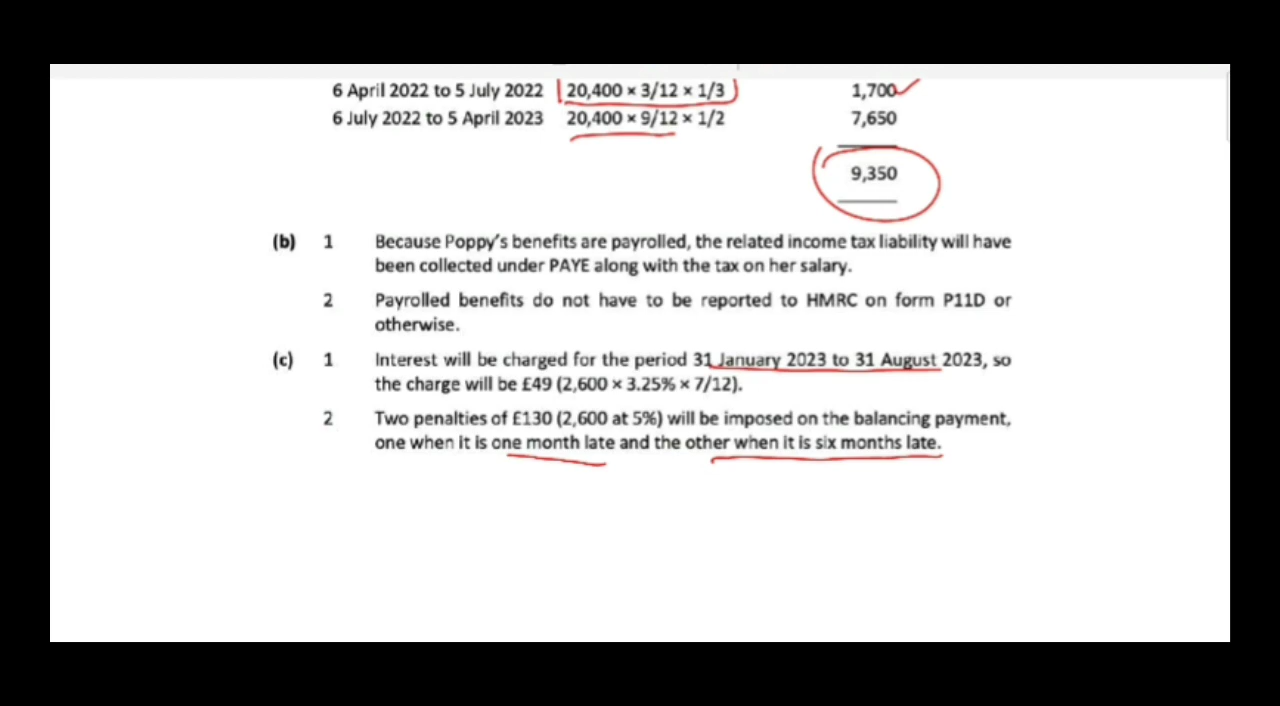 6 April 2022 to 5 July 2022 20,400 × 3/12 × 1/3 1,700
6 July 2022 to 5 April 2023 20,400 × 9/12 × 1/2 7,650
9,350
(b) 1 Because Poppy's benefits are payrolled, the related income tax liability will have
been collected under PAYE along with the tax on her salary.
2 Payrolled benefits do not have to be reported to HMRC on form P11D or
otherwise.
(c) 1 Interest will be charged for the period 31 January 2023 to 31 August 2023, so
the charge will be £49 (2,600 × 3.25% × 7/12).
2 Two penalties of £130 (2,600 at 5%) will be imposed on the balancing payment,
one when it is one month late and the other when it is six months late.